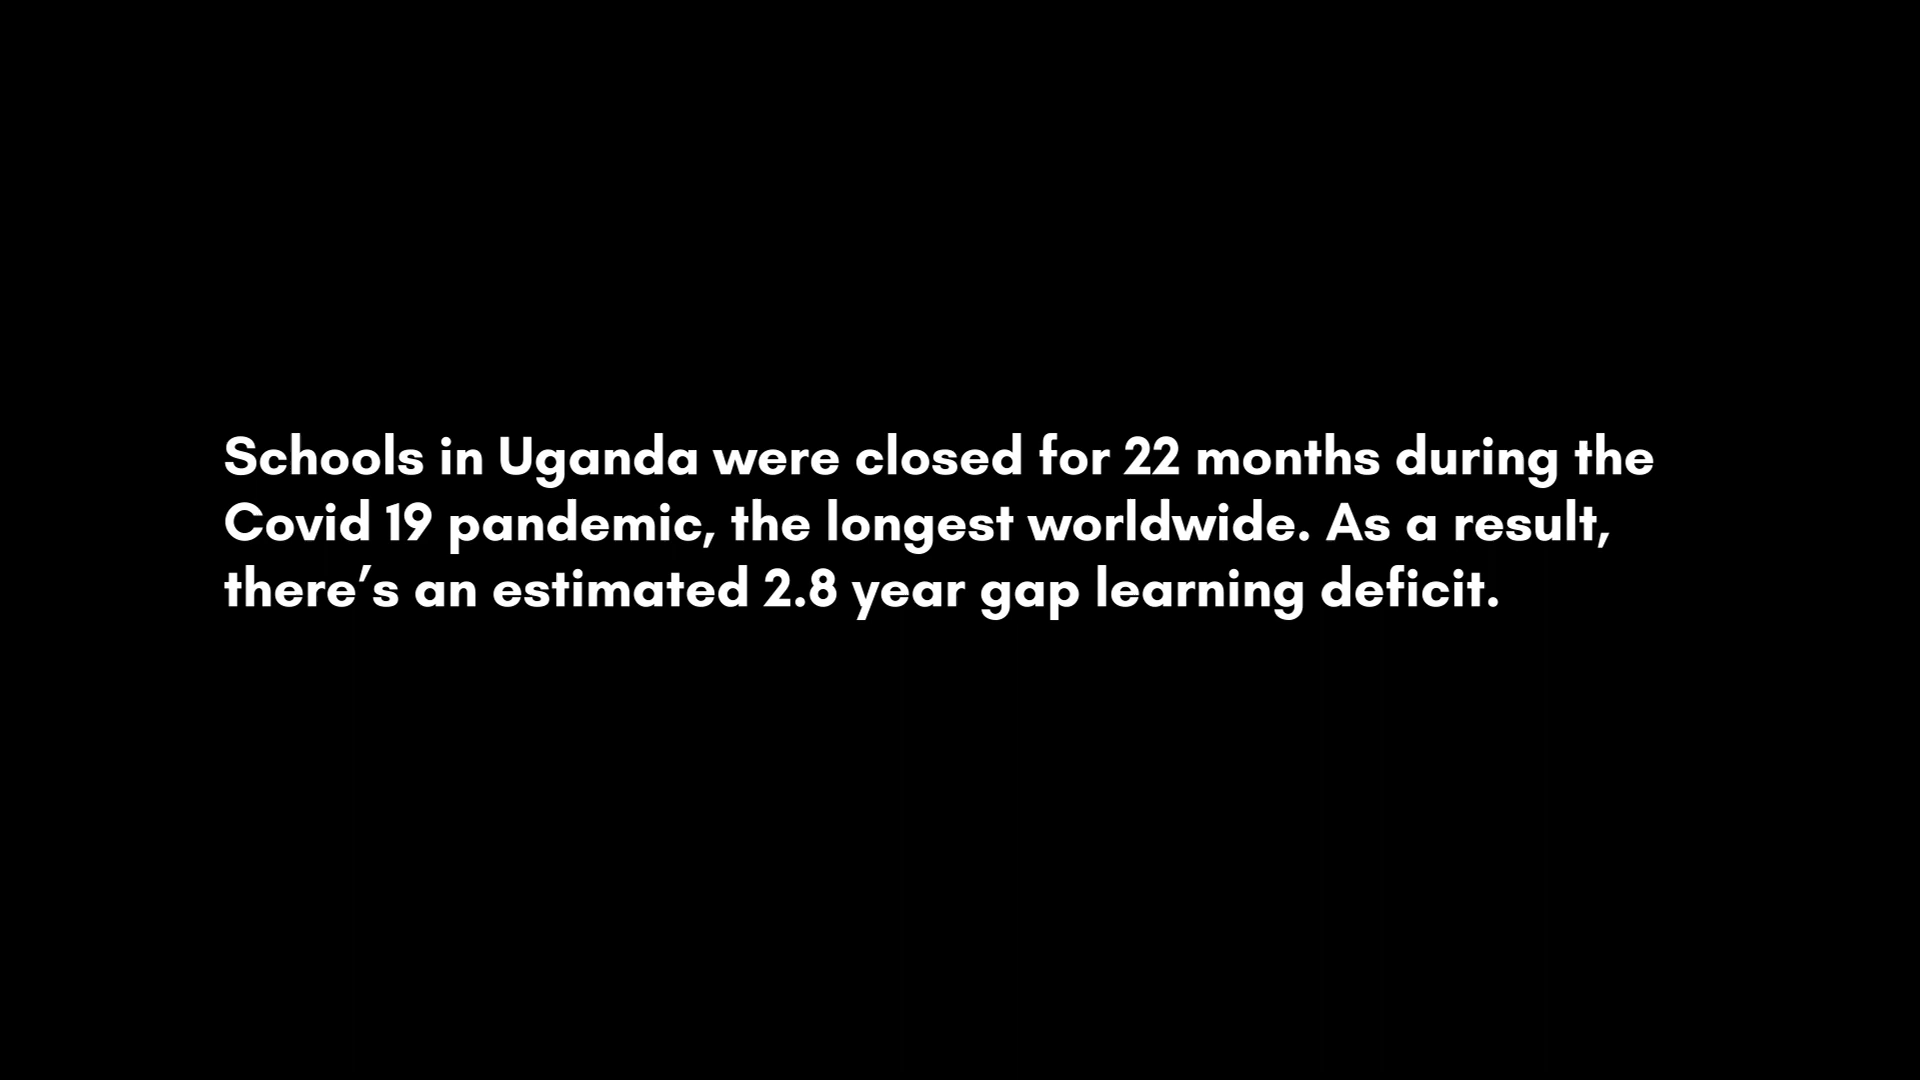 Schools in Uganda were closed for 22 months during the
Covid 19 pandemic, the longest worldwide. As a result,
there’s an estimated 2.8 year gap learning deficit.